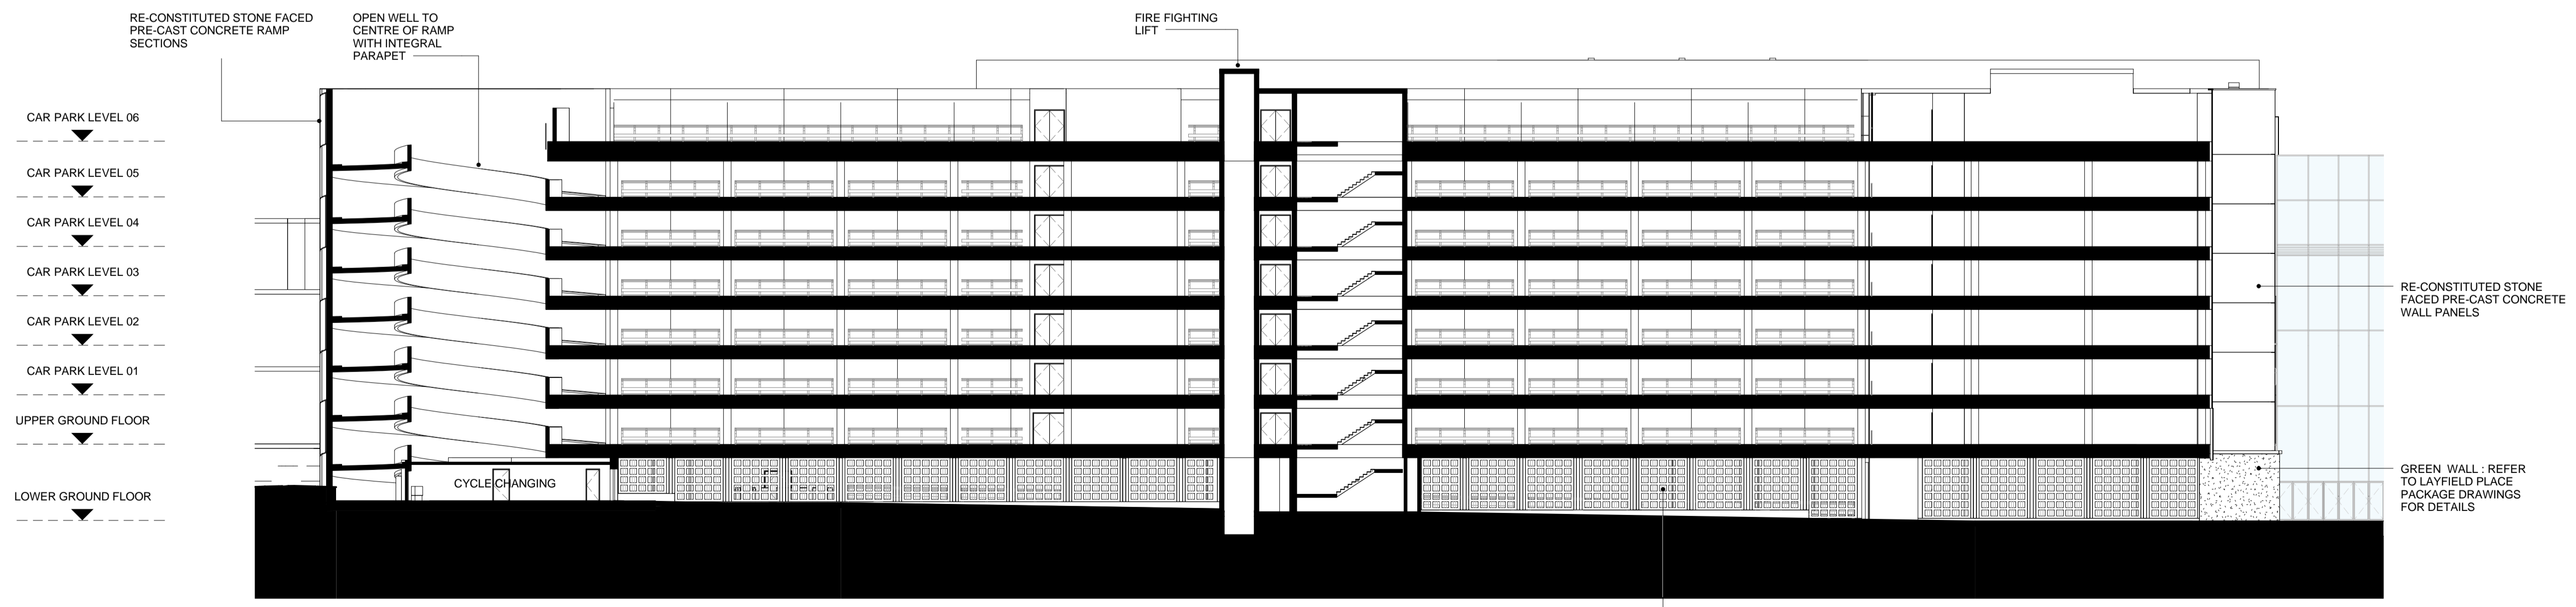 RE-CONSTITUTED STONE FACED
PRE-CAST CONCRETE RAMP
SECTIONS
OPEN WELL TO
CENTRE OF RAMP
WITH INTEGRAL
PARAPET
FIRE FIGHTING
LIFT
CAR PARK LEVEL 06
CAR PARK LEVEL 05
CAR PARK LEVEL 04
CAR PARK LEVEL 03
CAR PARK LEVEL 02
CAR PARK LEVEL 01
UPPER GROUND FLOOR
LOWER GROUND FLOOR
CYCLE CHANGING
RE-CONSTITUTED STONE
FACED PRE-CAST CONCRETE
WALL PANELS
GREEN WALL : REFER
TO LAYFIELD PLACE
PACKAGE DRAWINGS
FOR DETAILS